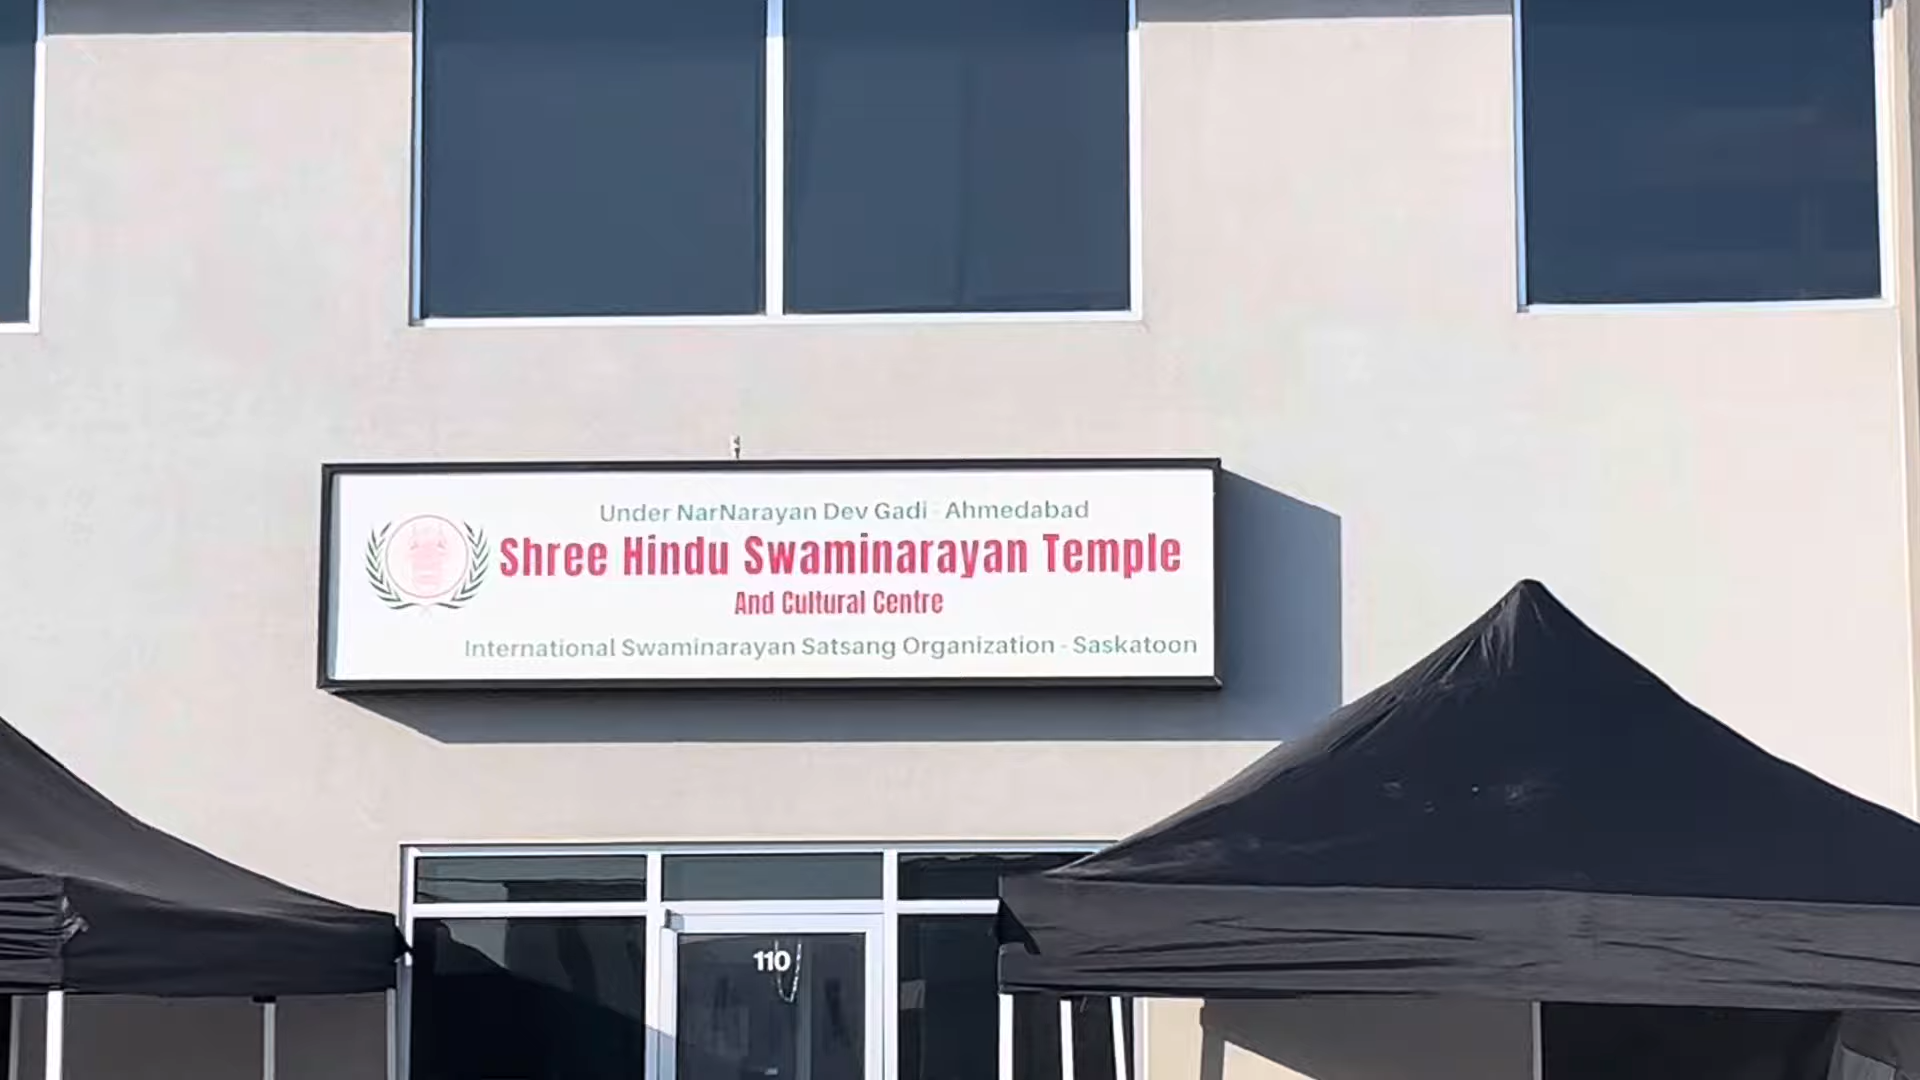 Under NarNarayan Dev Gadi - Ahmedabad
Shree Hindu Swaminarayan Temple
And Cultural Centre
International Swaminarayan Satsang Organization - Saskatoon
110